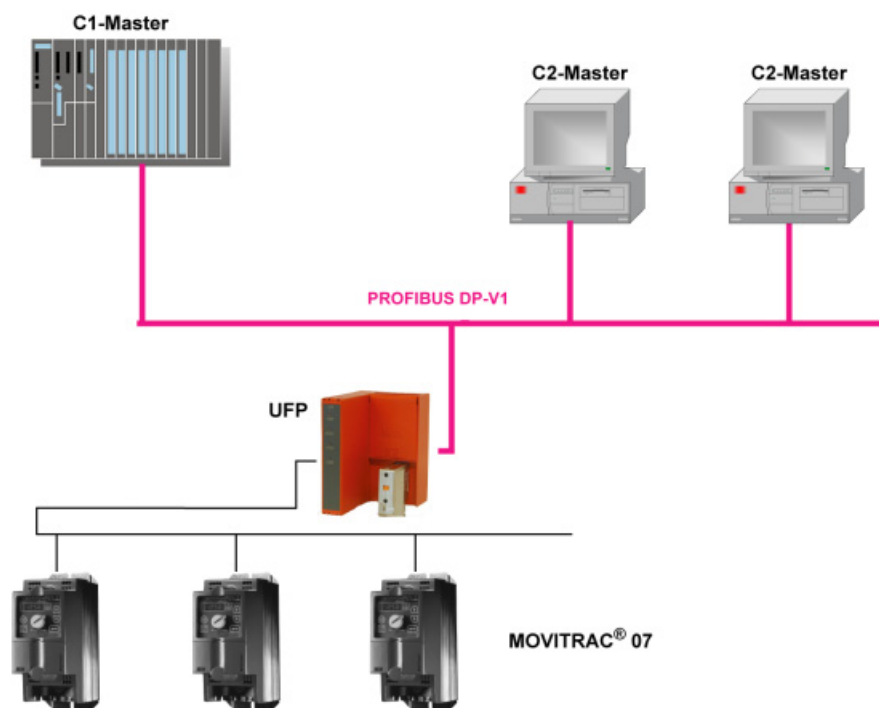 C1-Master
C2-Master
C2-Master
PROFIBUS DP-V1
UFP
MOVITRAC® 07